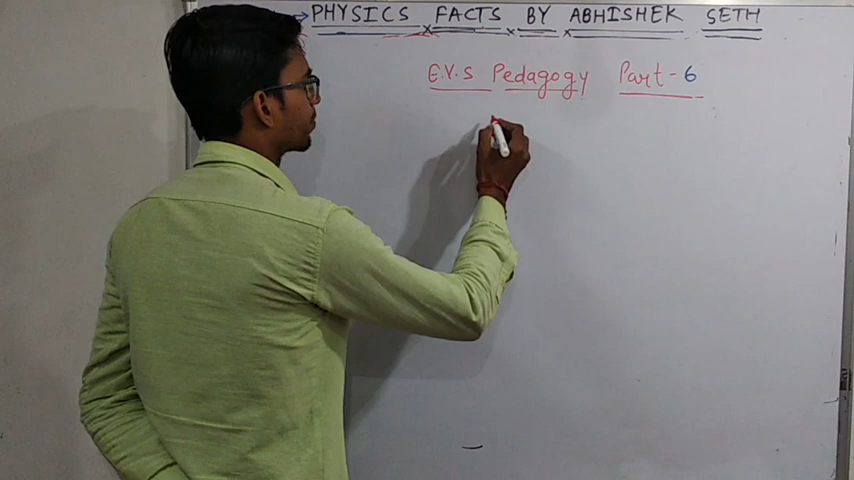 → PHYSICS FACTS BY ABHISHEK SETH
E.V.S Pedagogy Part - 6